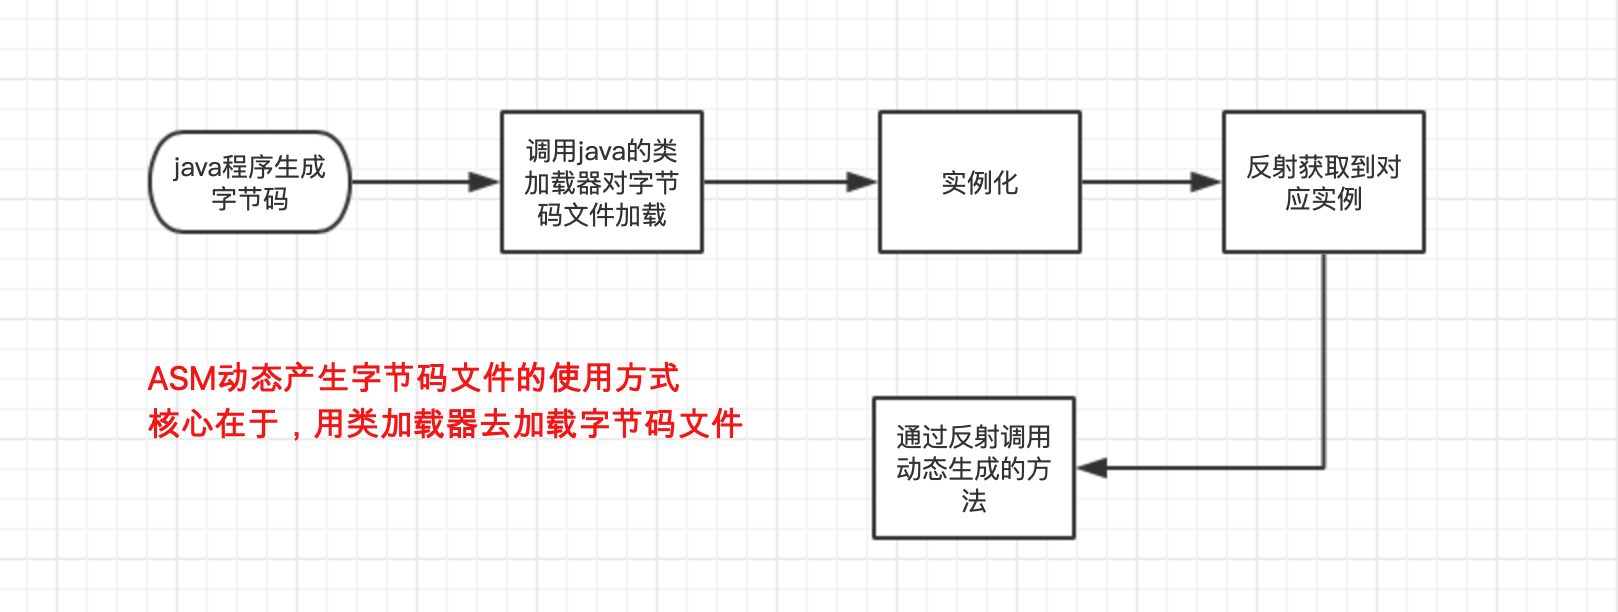 java程序生成
字节码
调用java的类
加载器对字节
码文件加载
实例化
反射获取到对
应实例
ASM动态产生字节码文件的使用方式
核心在于，用类加载器去加载字节码文件
通过反射调用
动态生成的方
法